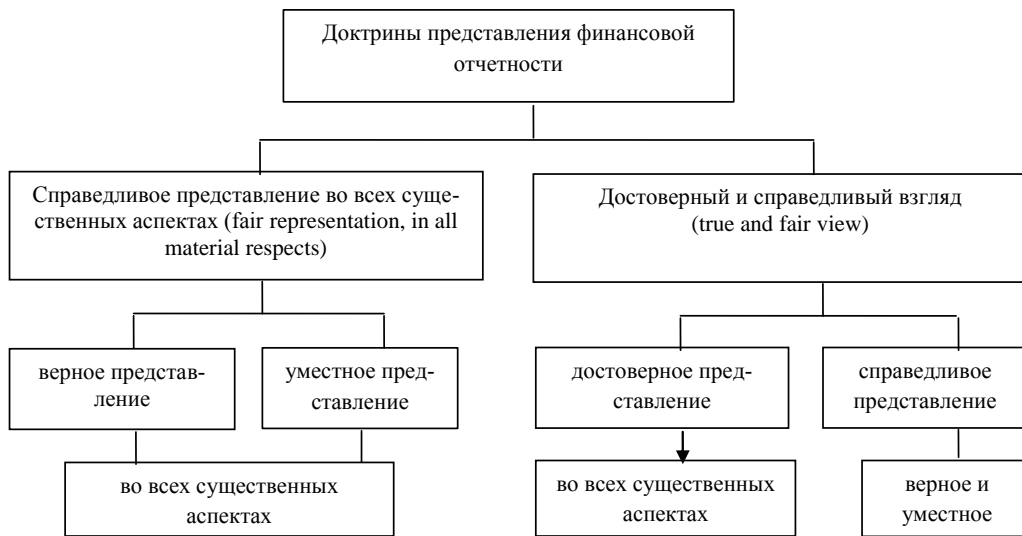 Доктрины представления финансовой
отчетности
Справедливое представление во всех суще-
ственных аспектах (fair representation, in all
material respects)
Достоверный и справедливый взгляд
(true and fair view)
верное представ-
ление
уместное пред-
ставление
достоверное пред-
ставление
справедливое
представление
во всех существенных
аспектах
во всех существенных
аспектах
верное и
уместное